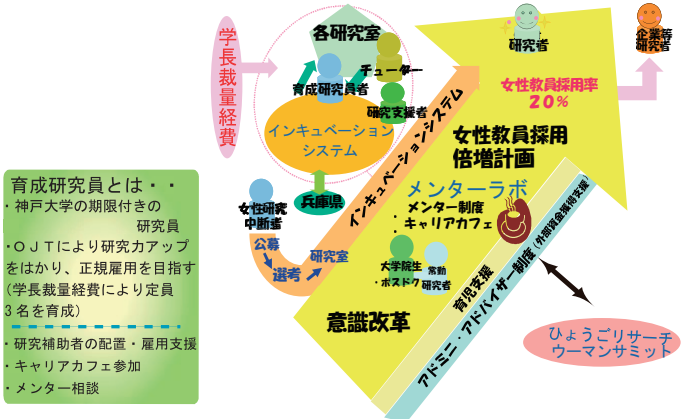 学長裁量経費
各研究室
チューター
育成研究員者
研究支援者
インキュベーション
システム
兵庫県
女性研究
中断者
公募
選考
研究室
インキュベーションシステム
研究者
企業等
研究者
女性教員採用率
20%
女性教員採用
倍増計画
メンターラボ
・メンター制度
・キャリアカフェ
大学院生
・ポスドク
常勤
研究者
意識改革
育児支援
アドミニ・アドバイザー制度(外部資金獲得支援)
ひょうごリサーチ
ウーマンサミット
育成研究員とは・・
・神戸大学の期限付きの
研究員
・OJTにより研究力アップ
をはかり、正規雇用を目指す
(学長裁量経費により定員
3名を育成)
・研究補助者の配置・雇用支援
・キャリアカフェ参加
・メンター相談